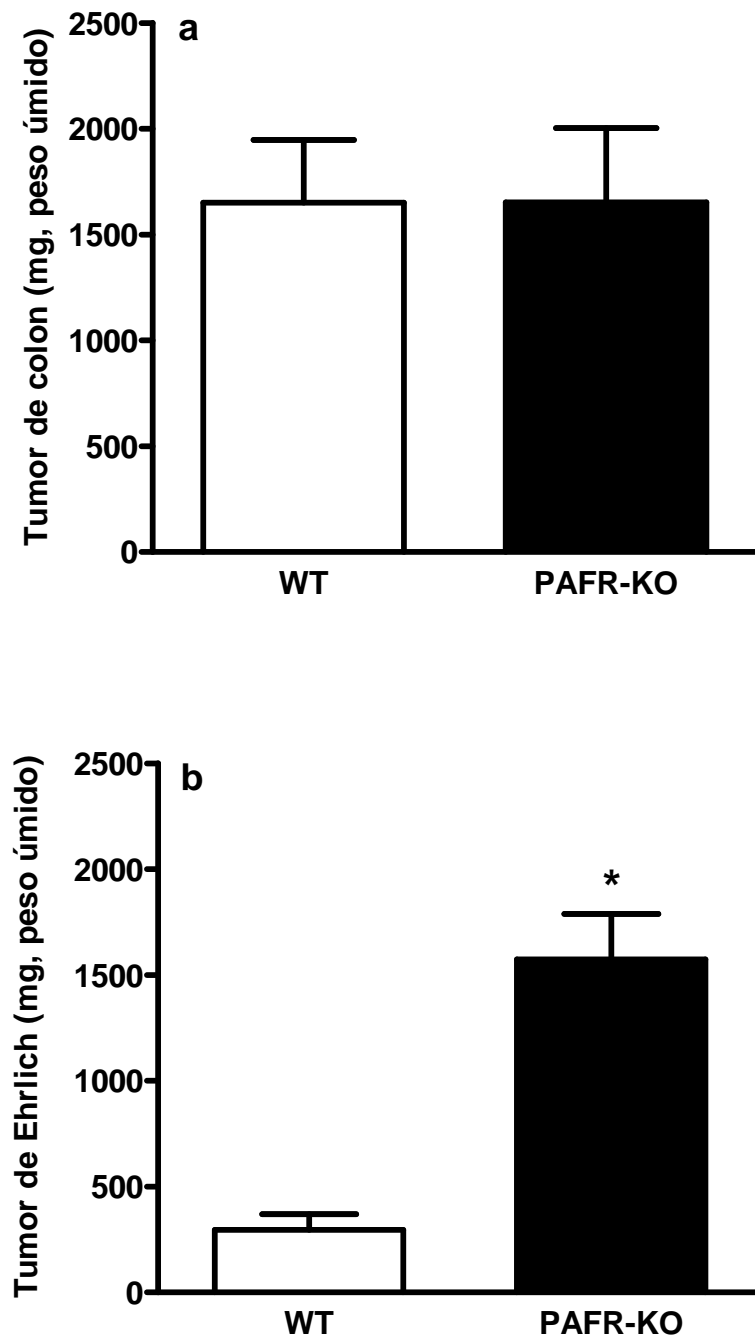 a
Tumor de colon (mg, peso úmido)
2500
2000
1500
1000
500
0
WT PAFR-KO
b
Tumor de Ehrlich (mg, peso úmido)
2500
2000
1500
1000
500
0
*
WT PAFR-KO